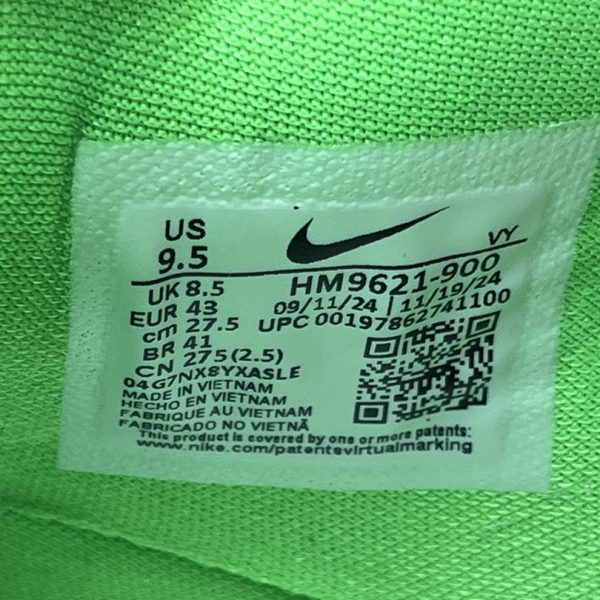 US
9.5
VY
HM9621-900
UK 8.5
09/11/24 | 11/19/24
EUR 43
UPC 00197862741100
cm 27.5
BR 41
CN 275(2.5)
04G7NX8YXASLE
MADE IN VIETNAM
HECHO EN VIETNAM
FABRIQUE AU VIETNAM
FABRICADO NO VIETNÃ
This product is covered by one or more patents:
www.nike.com/patentsvirtualmarking